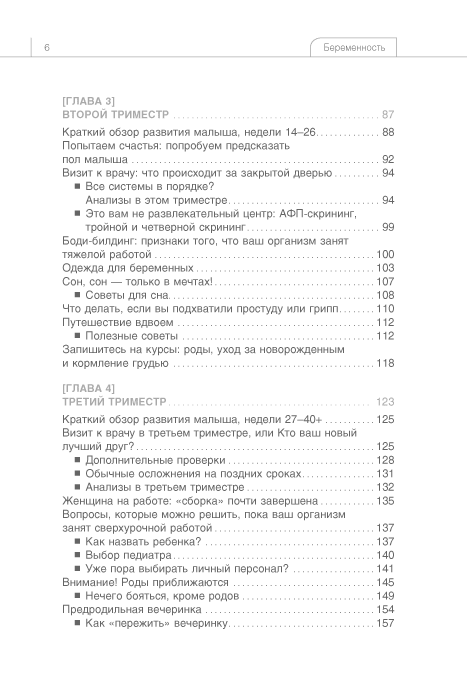 6
Беременность
[ГЛАВА 3]
ВТОРОЙ ТРИМЕСТР ........ 87
Краткий обзор развития малыша, недели 14–26........ 88
Попытаем счастья: попробуем предсказать
пол малыша ........ 92
Визит к врачу: что происходит за закрытой дверью ........ 94
■ Все системы в порядке?
Анализы в этом триместре........ 94
■ Это вам не развлекательный центр: АФП-скрининг,
тройной и четверной скрининг........ 99
Боди-билдинг: признаки того, что ваш организм занят
тяжелой работой ........ 100
Одежда для беременных ........ 103
Сон, сон — только в мечтах! ........ 107
■ Советы для сна........ 108
Что делать, если вы подхватили простуду или грипп........ 110
Путешествие вдвоем ........ 112
■ Полезные советы ........ 112
Запишитесь на курсы: роды, уход за новорожденным
и кормление грудью ........ 118
[ГЛАВА 4]
ТРЕТИЙ ТРИМЕСТР ........ 123
Краткий обзор развития малыша, недели 27–40+ ........ 125
Визит к врачу в третьем триместре, или Кто ваш новый
лучший друг? ........ 125
■ Дополнительные проверки ........ 128
■ Обычные осложнения на поздних сроках........ 131
■ Анализы в третьем триместре ........ 132
Женщина на работе: «сборка» почти завершена ........ 135
Вопросы, которые можно решить, пока ваш организм
занят сверхурочной работой ........ 137
■ Как назвать ребенка? ........ 137
■ Выбор педиатра ........ 140
■ Уже пора выбирать личный персонал? ........ 141
Внимание! Роды приближаются ........ 145
■ Нечего бояться, кроме родов ........ 149
Предродильная вечеринка ........ 154
■ Как «пережить» вечеринку........ 157